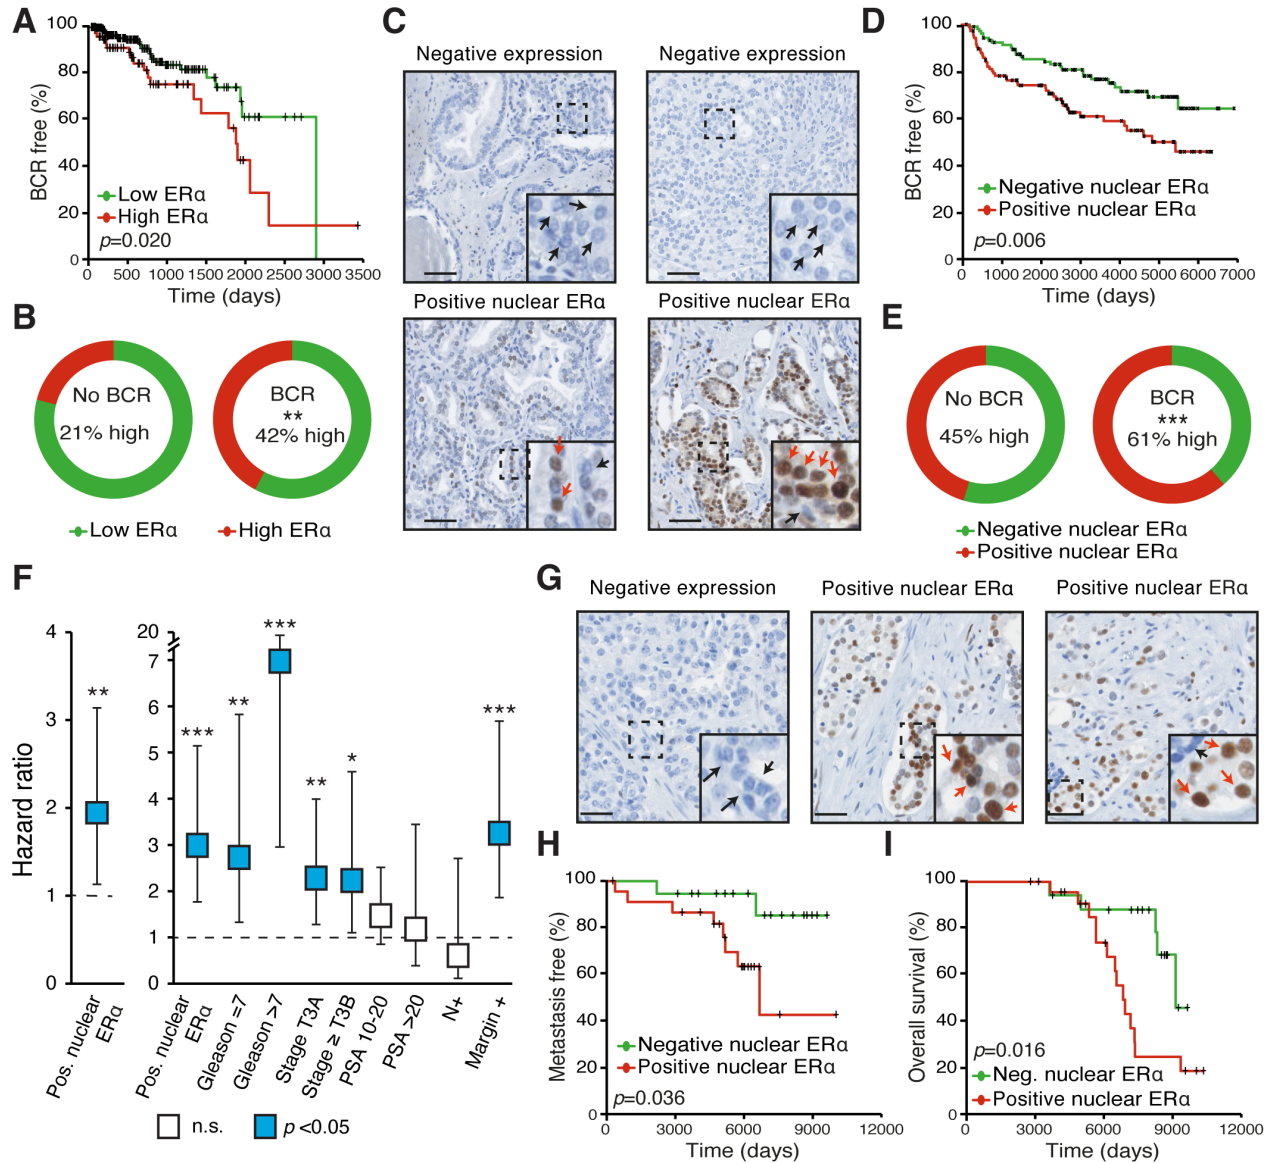 A
100
80
60
40
20
0
BCR free (%)
Low ERα
High ERα
p=0.020
0 500 1000 1500 2000 2500 3000 3500
Time (days)
B
No BCR
21% high
BCR
**
42% high
Low ERα
High ERα
C
Negative expression
Negative expression
Positive nuclear ERα
Positive nuclear ERα
D
100
80
60
40
20
0
BCR free (%)
Negative nuclear ERα
Positive nuclear ERα
p=0.006
0 1000 2000 3000 4000 5000 6000 7000
Time (days)
E
No BCR
45% high
BCR
***
61% high
Negative nuclear ERα
Positive nuclear ERα
F
Hazard ratio
4
3
2
1
0
**
Pos. nuclear
ERα
20
7
6
5
4
3
2
1
0
***
**
***
**
*
***
Pos. nuclear
ERα
Gleason =7
Gleason >7
Stage T3A
Stage ≥ T3B
PSA 10-20
PSA >20
N+
Margin +
n.s.
p <0.05
G
Negative expression
Positive nuclear ERα
Positive nuclear ERα
H
100
80
60
40
20
0
Metastasis free (%)
Negative nuclear ERα
Positive nuclear ERα
p=0.036
0 3000 6000 9000 12000
Time (days)
I
100
80
60
40
20
0
Overall survival (%)
p=0.016
Neg. nuclear ERα
Positive nuclear ERα
0 3000 6000 9000 12000
Time (days)